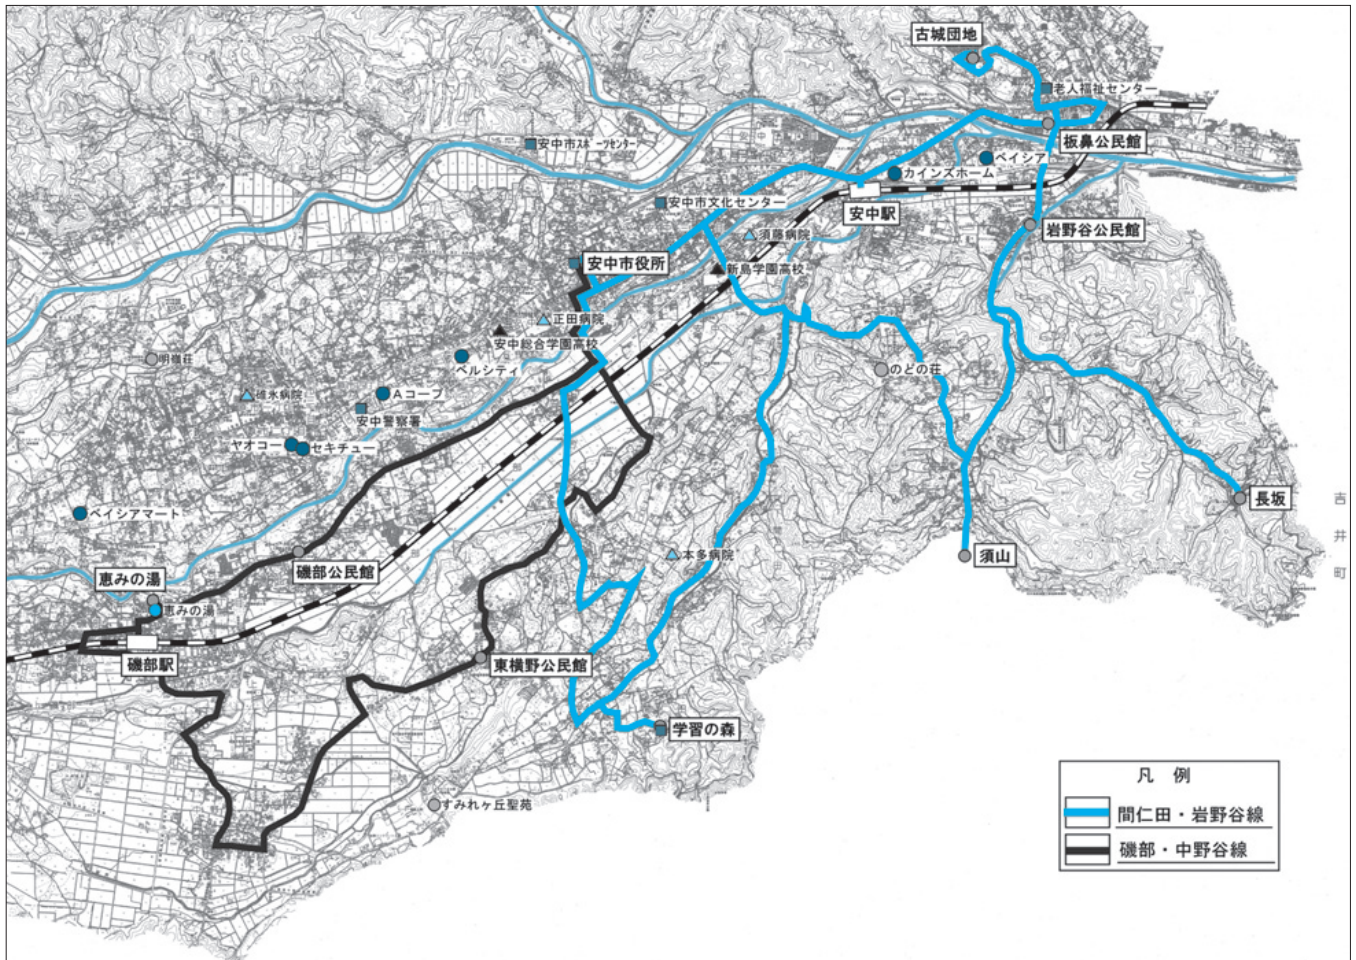 古城団地
老人福祉センター
板鼻公民館
安中市スポーツセンター
ベイシア
カインズホーム
安中市文化センター
安中駅
岩野谷公民館
須藤病院
安中市役所
新島学園高校
正田病院
安中総合学園高校
明嶺荘
ベルシティ
のどの荘
碓氷病院
Aコープ
安中警察署
ヤオコー
セキチュー
長坂
吉井町
ベイシアマート
本多病院
須山
磯部公民館
恵みの湯
恵みの湯
磯部駅
東横野公民館
学習の森
すみれヶ丘聖苑
凡例
間仁田・岩野谷線
磯部・中野谷線